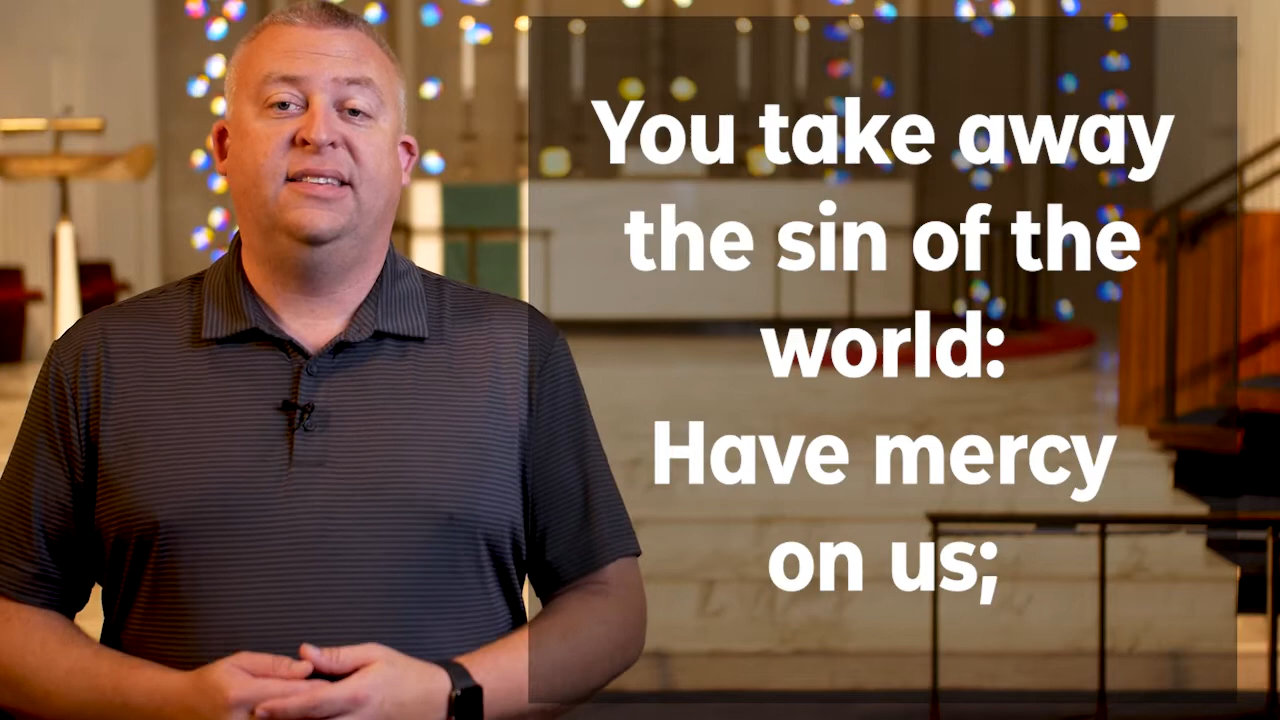 You take away
the sin of the
world:
Have mercy
on us;